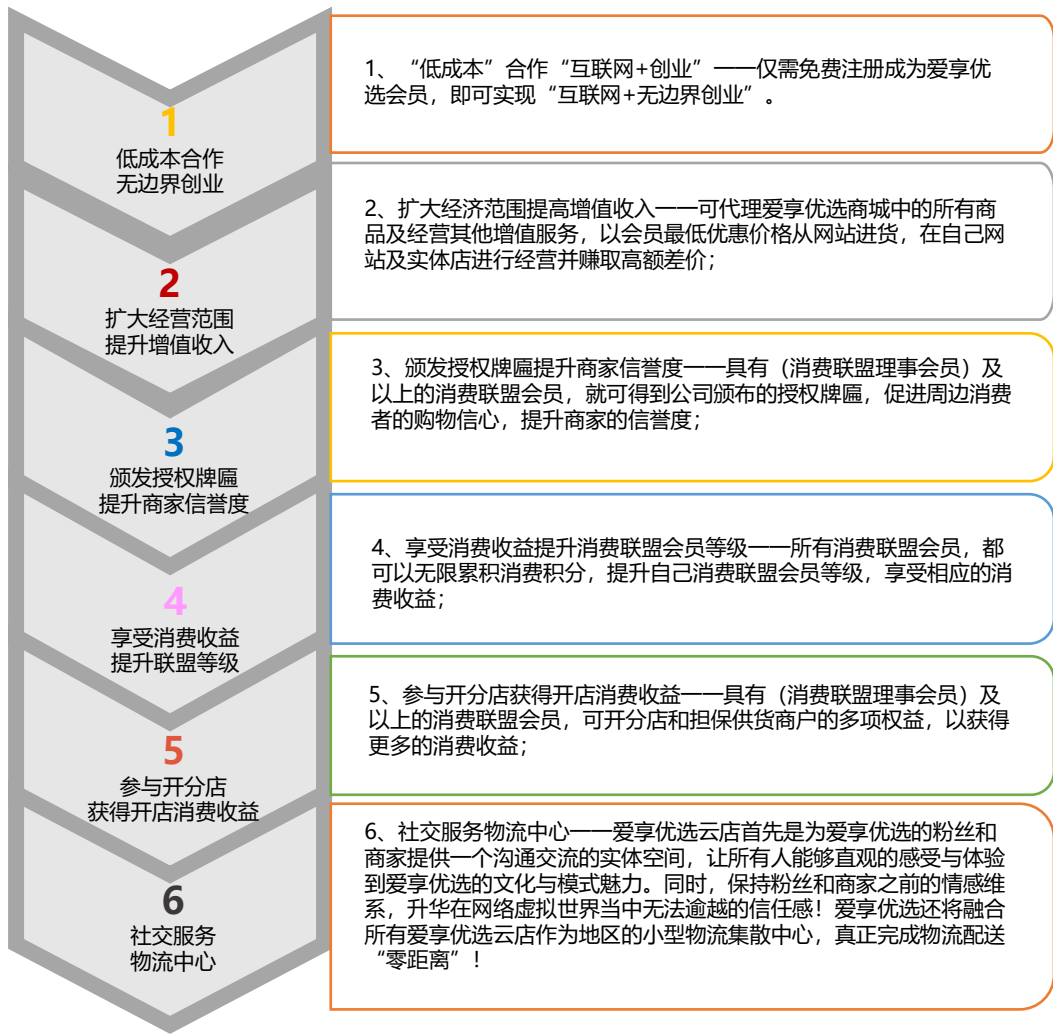 1
低成本合作
无边界创业
1、“低成本”合作“互联网+创业”——仅需免费注册成为爱享优
选会员，即可实现“互联网+无边界创业”。
2
扩大经营范围
提升增值收入
2、扩大经济范围提高增值收入——可代理爱享优选商城中的所有商
品及经营其他增值服务，以会员最低优惠价格从网站进货，在自己网
站及实体店进行经营并赚取高额差价；
3
颁发授权牌匾
提升商家信誉度
3、颁发授权牌匾提升商家信誉度——具有（消费联盟理事会员）及
以上的消费联盟会员，就可得到公司颁布的授权牌匾，促进周边消费
者的购物信心，提升商家的信誉度；
4
享受消费收益
提升联盟等级
4、享受消费收益提升消费联盟会员等级——所有消费联盟会员，都
可以无限累积消费积分，提升自己消费联盟会员等级，享受相应的消
费收益；
5
参与开分店
获得开店消费收益
5、参与开分店获得开店消费收益——具有（消费联盟理事会员）及
以上的消费联盟会员，可开分店和担保供货商户的多项权益，以获得
更多的消费收益；
6
社交服务
物流中心
6、社交服务物流中心——爱享优选云店首先是为爱享优选的粉丝和
商家提供一个沟通交流的实体空间，让所有人能够直观的感受与体验
到爱享优选的文化与模式魅力。同时，保持粉丝和商家之前的情感维
系，升华在网络虚拟世界当中无法逾越的信任感！爱享优选还将融合
所有爱享优选云店作为地区的小型物流集散中心，真正完成物流配送
“零距离”！